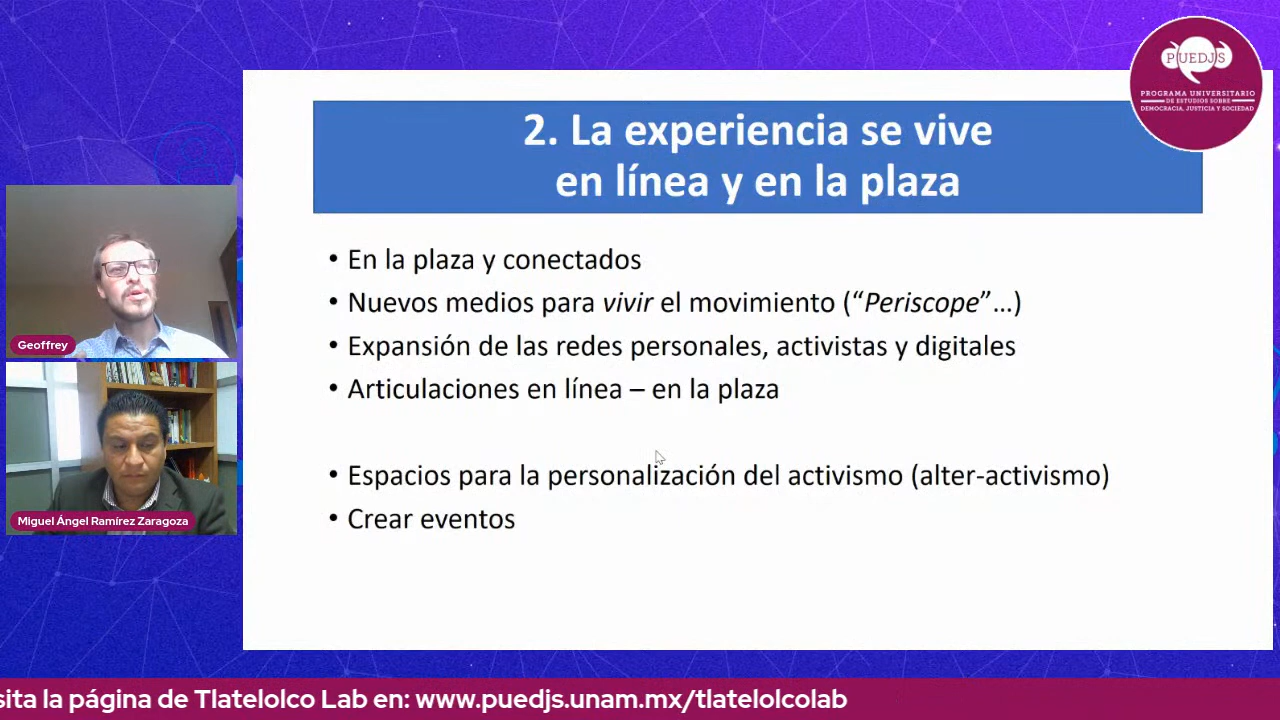 PUEDJS
PROGRAMA UNIVERSITARIO
DE ESTUDIOS SOBRE
DEMOCRACIA, JUSTICIA Y SOCIEDAD
2. La experiencia se vive
en línea y en la plaza
• En la plaza y conectados
• Nuevos medios para vivir el movimiento (“Periscope”...)
• Expansión de las redes personales, activistas y digitales
• Articulaciones en línea – en la plaza
• Espacios para la personalización del activismo (alter-activismo)
• Crear eventos
Geoffrey
Miguel Ángel Ramírez Zaragoza
sita la página de Tlatelolco Lab en: www.puedjs.unam.mx/tlatelolcolab